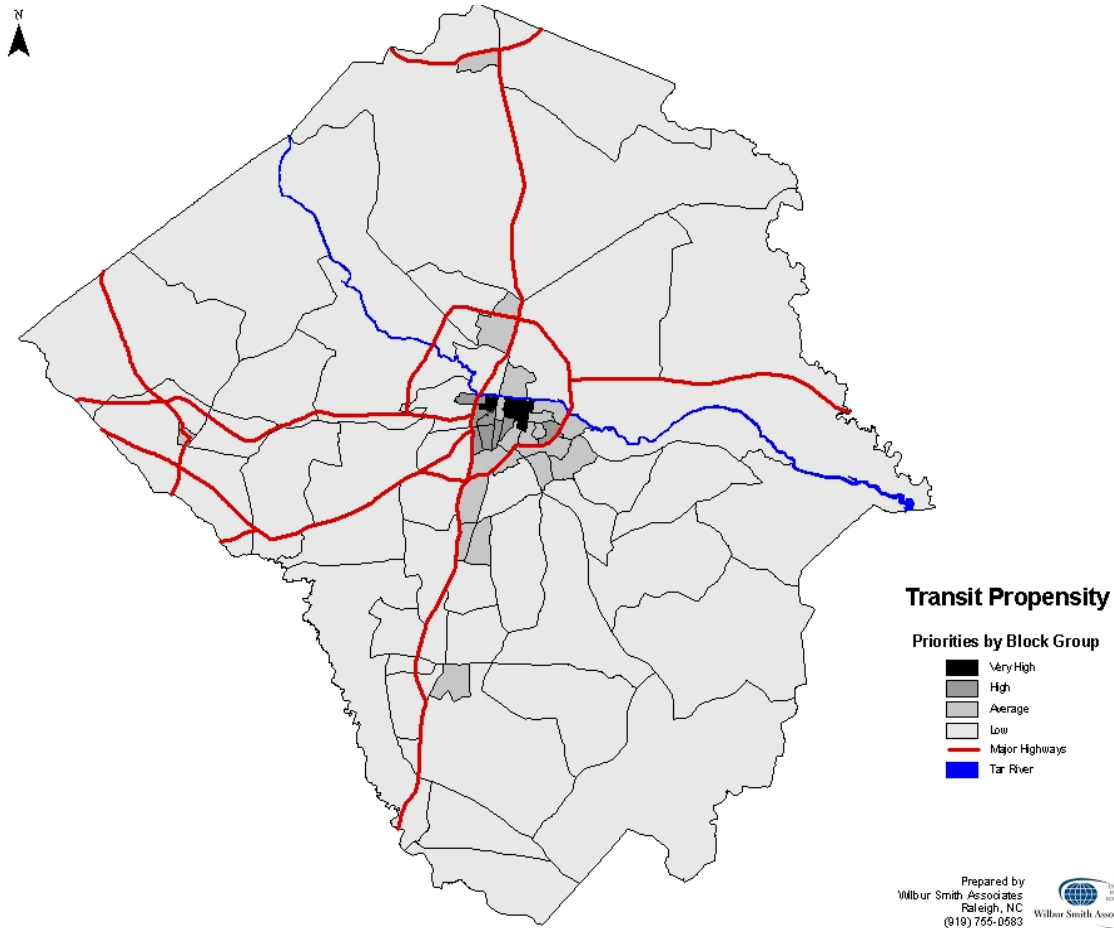 N
Transit Propensity
Priorities by Block Group
Very High
High
Average
Low
Major Highways
Tar River
Prepared by
Wilbur Smith Associates
Raleigh, NC
(919) 755-0583
Wilbur Smith Asso